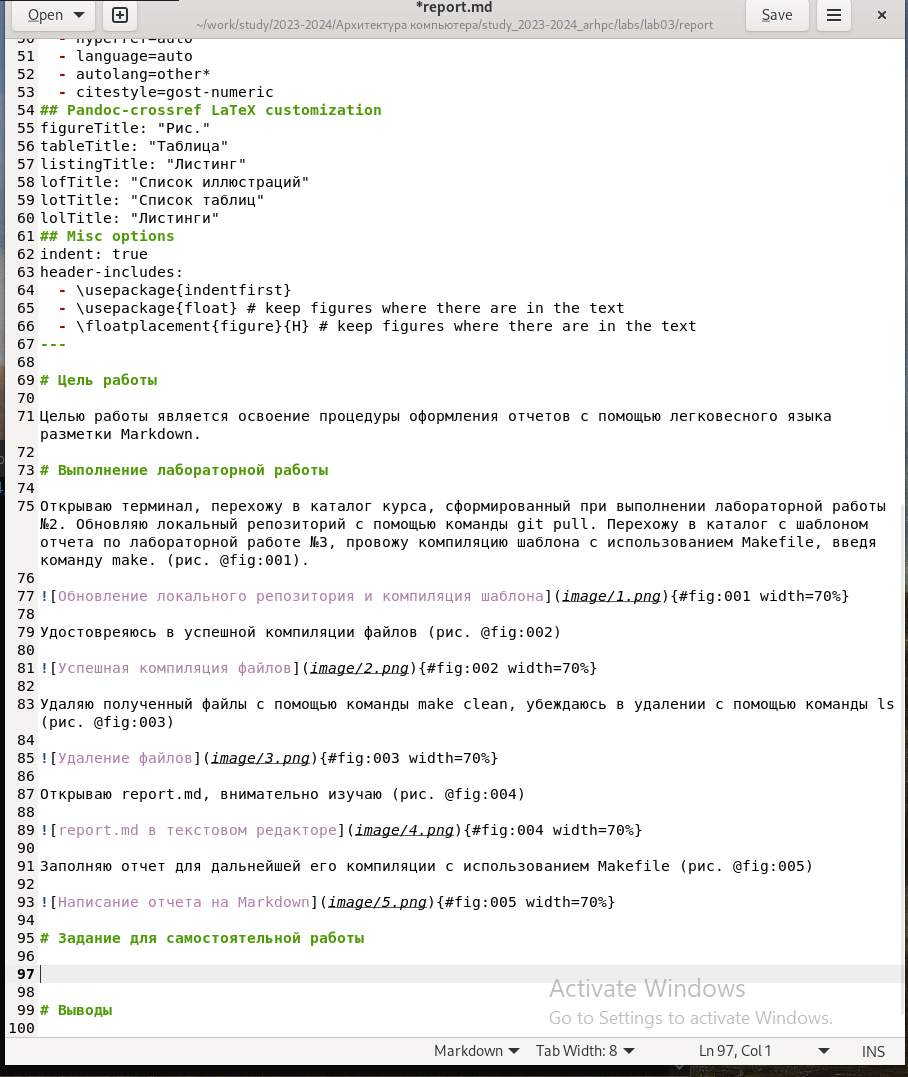 Open
*report.md
~/work/study/2023-2024/Архитектура компьютера/study_2023-2024_arhpc/labs/lab03/report
Save
50 - hyperref=auto
51 - language=auto
52 - autolang=other*
53 - citestyle=gost-numeric
54 ## Pandoc-crossref LaTeX customization
55 figureTitle: "Рис."
56 tableTitle: "Таблица"
57 listingTitle: "Листинг"
58 lofTitle: "Список иллюстраций"
59 lotTitle: "Список таблиц"
60 lolTitle: "Листинги"
61 ## Misc options
62 indent: true
63 header-includes:
64 - \usepackage{indentfirst}
65 - \usepackage{float} # keep figures where there are in the text
66 - \floatplacement{figure}{H} # keep figures where there are in the text
67 ---
68
69 # Цель работы
70
71 Целью работы является освоение процедуры оформления отчетов с помощью легковесного языка
разметки Markdown.
72
73 # Выполнение лабораторной работы
74
75 Открываю терминал, перехожу в каталог курса, сформированный при выполнении лабораторной работы
№2. Обновляю локальный репозиторий с помощью команды git pull. Перехожу в каталог с шаблоном
отчета по лабораторной работе №3, провожу компиляцию шаблона с использованием Makefile, введя
команду make. (рис. @fig:001).
76
77 ![Обновление локального репозитория и компиляция шаблона](image/1.png){#fig:001 width=70%}
78
79 Удостовреяюсь в успешной компиляции файлов (рис. @fig:002)
80
81 ![Успешная компиляция файлов](image/2.png){#fig:002 width=70%}
82
83 Удаляю полученный файлы с помощью команды make clean, убеждаюсь в удалении с помощью команды ls
(рис. @fig:003)
84
85 ![Удаление файлов](image/3.png){#fig:003 width=70%}
86
87 Открываю report.md, внимательно изучаю (рис. @fig:004)
88
89 ![report.md в текстовом редакторе](image/4.png){#fig:004 width=70%}
90
91 Заполняю отчет для дальнейшей его компиляции с использованием Makefile (рис. @fig:005)
92
93 ![Написание отчета на Markdown](image/5.png){#fig:005 width=70%}
94
95 # Задание для самостоятельной работы
96
97
98
99 # Выводы
100
Activate Windows
Go to Settings to activate Windows.
Markdown Tab Width: 8 Ln 97, Col 1 INS